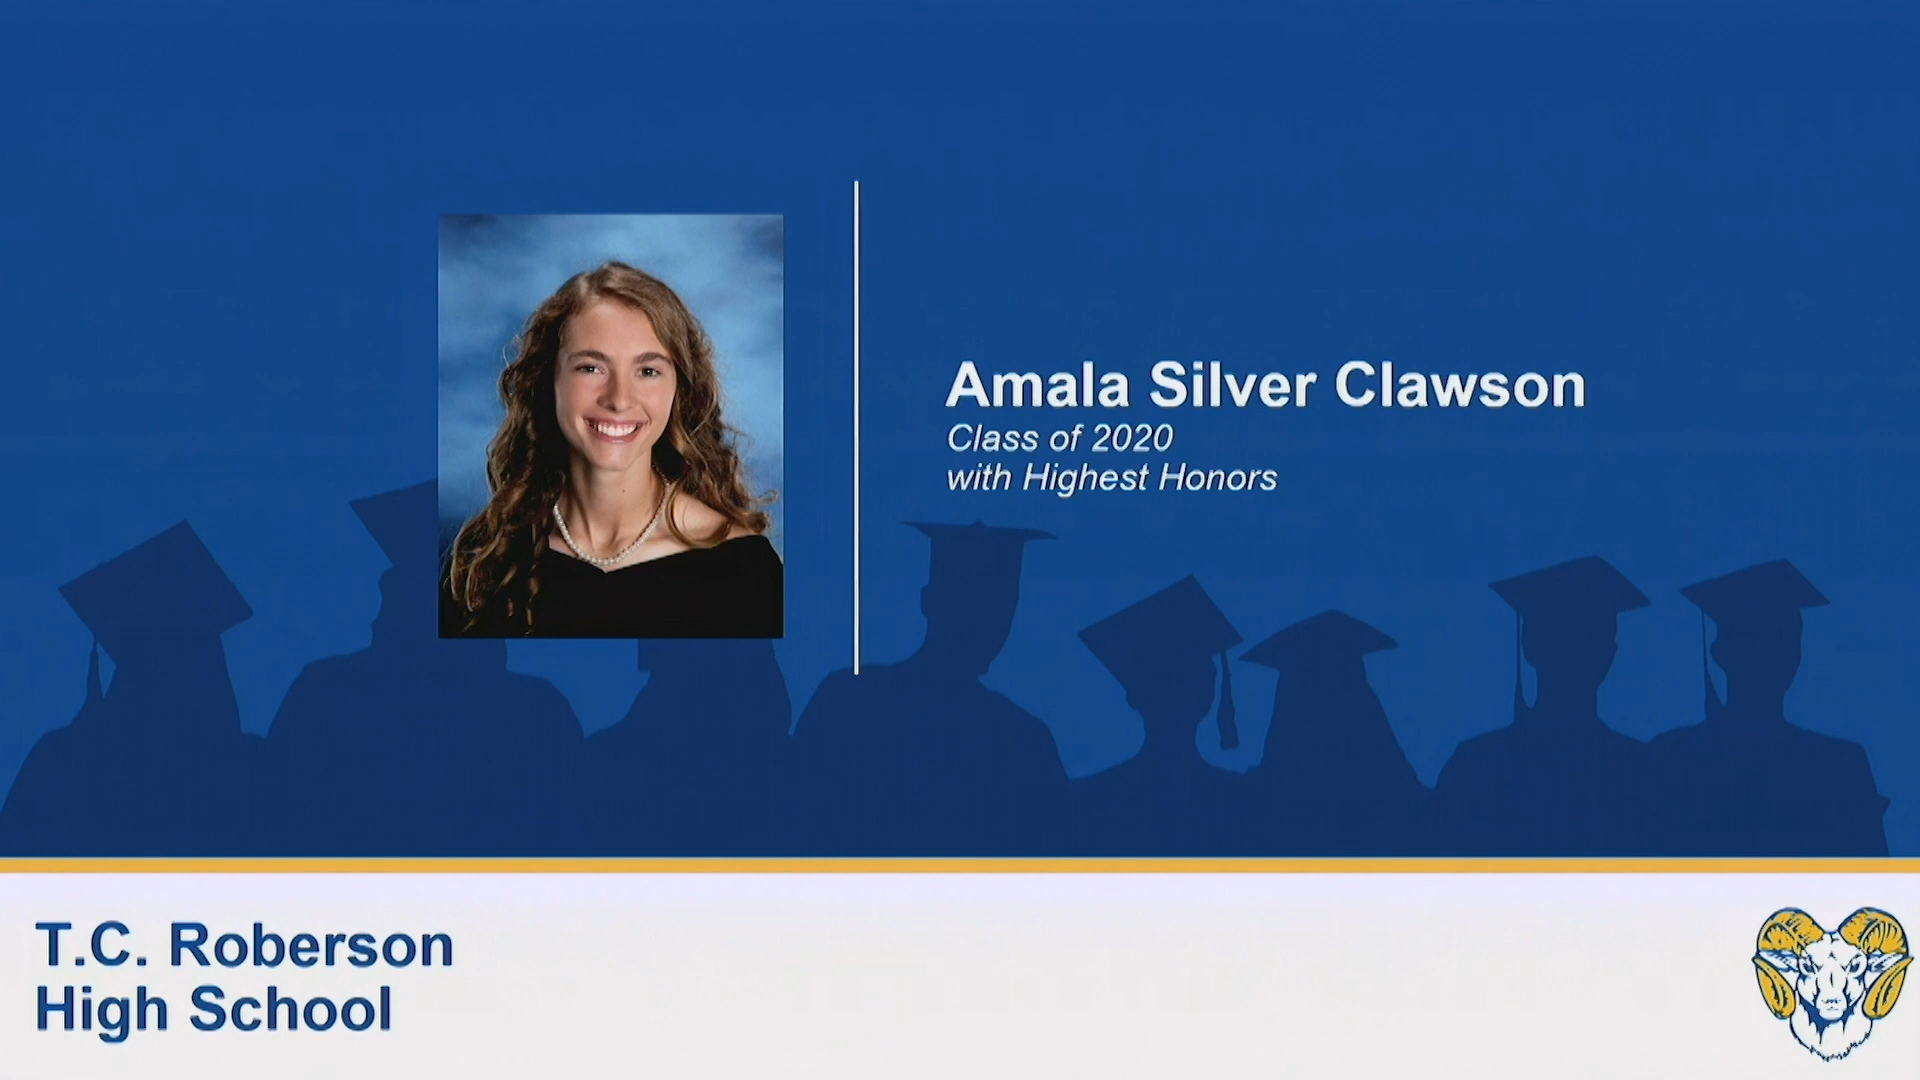 Amala Silver Clawson
Class of 2020
with Highest Honors
T.C. Roberson
High School